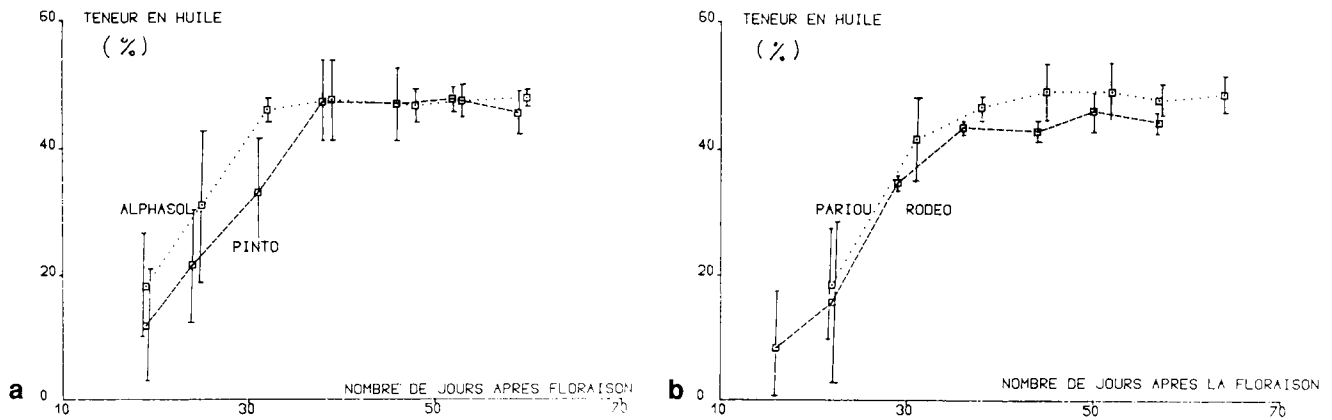 60
TENEUR EN HUILE
(%)
40
ALPHASOL
PINTO
20
0
NOMBRE DE JOURS APRES FLORAISON
10 30 50 70
a
60
TENEUR EN HUILE
(%)
40
PARIOU RODEO
20
0
NOMBRE DE JOURS APRES LA FLORAISON
10 30 50 70
b